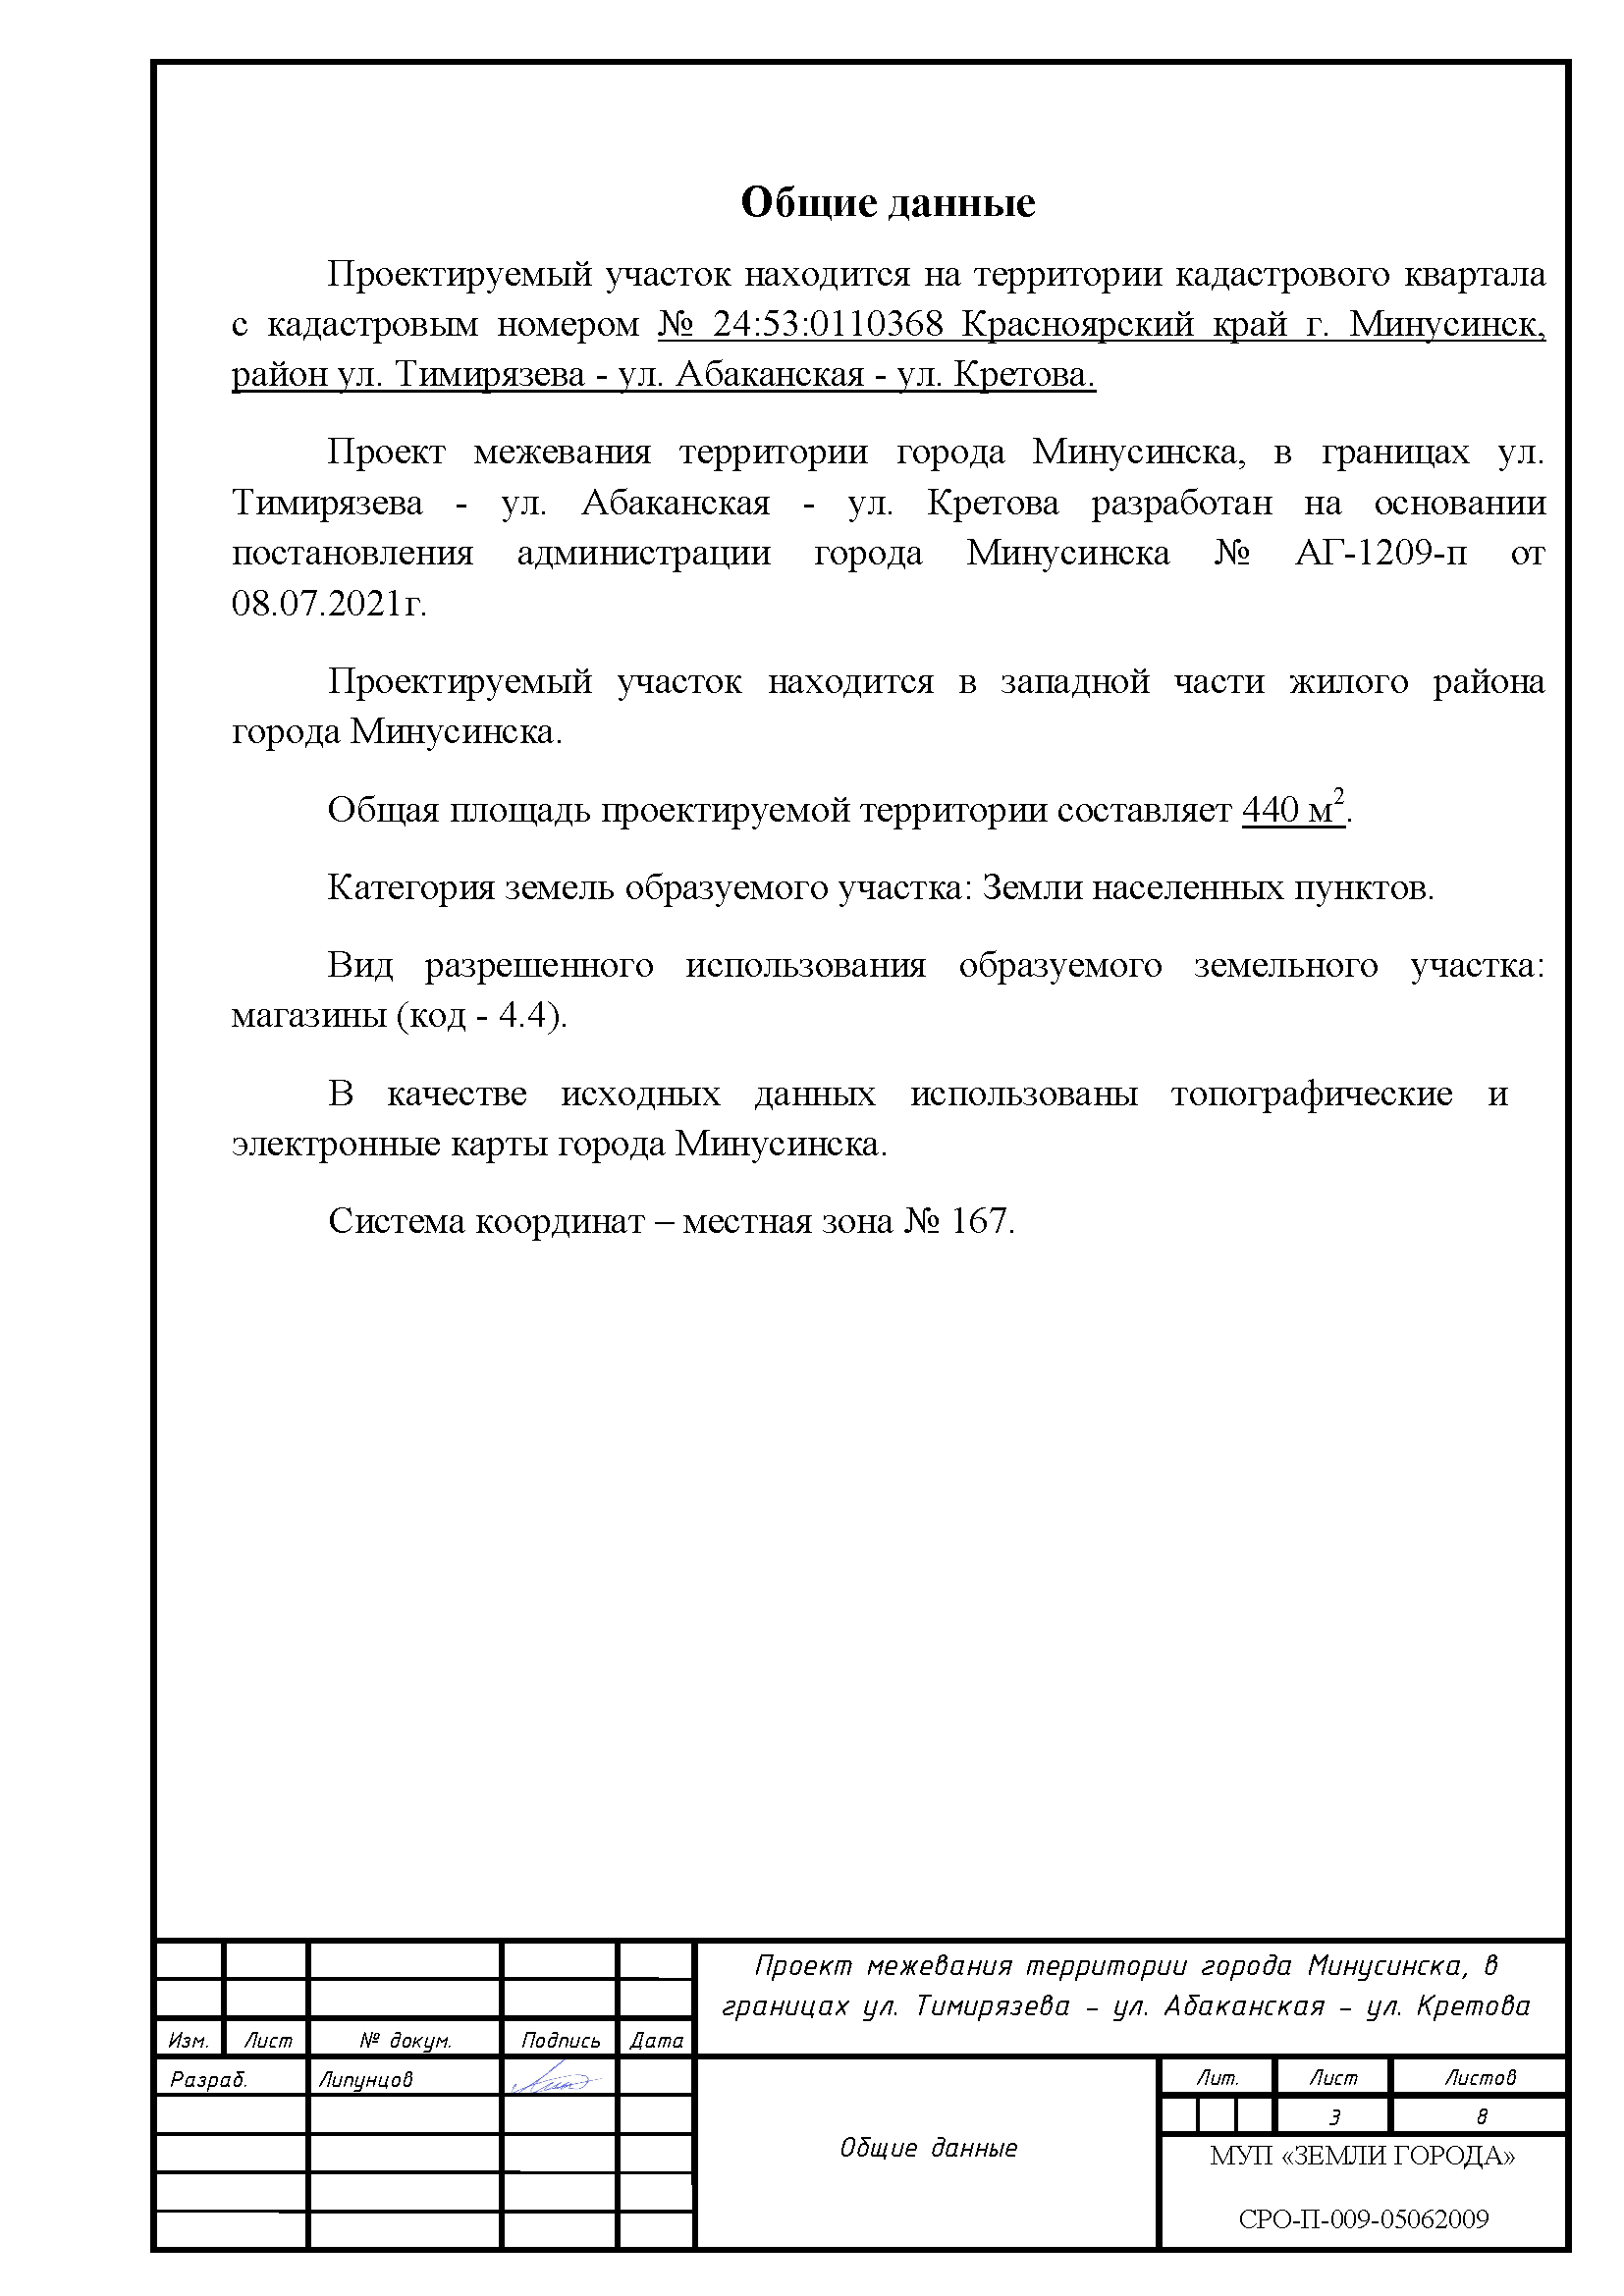 Общие данные
Проектируемый участок находится на территории кадастрового квартала
с кадастровым номером № 24:53:0110368 Красноярский край г. Минусинск,
район ул. Тимирязева - ул. Абаканская - ул. Кретова.
Проект межевания территории города Минусинска, в границах ул.
Тимирязева - ул. Абаканская - ул. Кретова разработан на основании
постановления администрации города Минусинска № АГ-1209-п от
08.07.2021г.
Проектируемый участок находится в западной части жилого района
города Минусинска.
Общая площадь проектируемой территории составляет 440 м².
Категория земель образуемого участка: Земли населенных пунктов.
Вид разрешенного использования образуемого земельного участка:
магазины (код - 4.4).
В качестве исходных данных использованы топографические и
электронные карты города Минусинска.
Система координат – местная зона № 167.
Проект межевания территории города Минусинска, в
границах ул. Тимирязева - ул. Абаканская - ул. Кретова
Изм. Лист № докум. Подпись Дата
Разраб. Липунцов
Общие данные
Лит. Лист Листов
3 8
МУП «ЗЕМЛИ ГОРОДА»
СРО-П-009-05062009